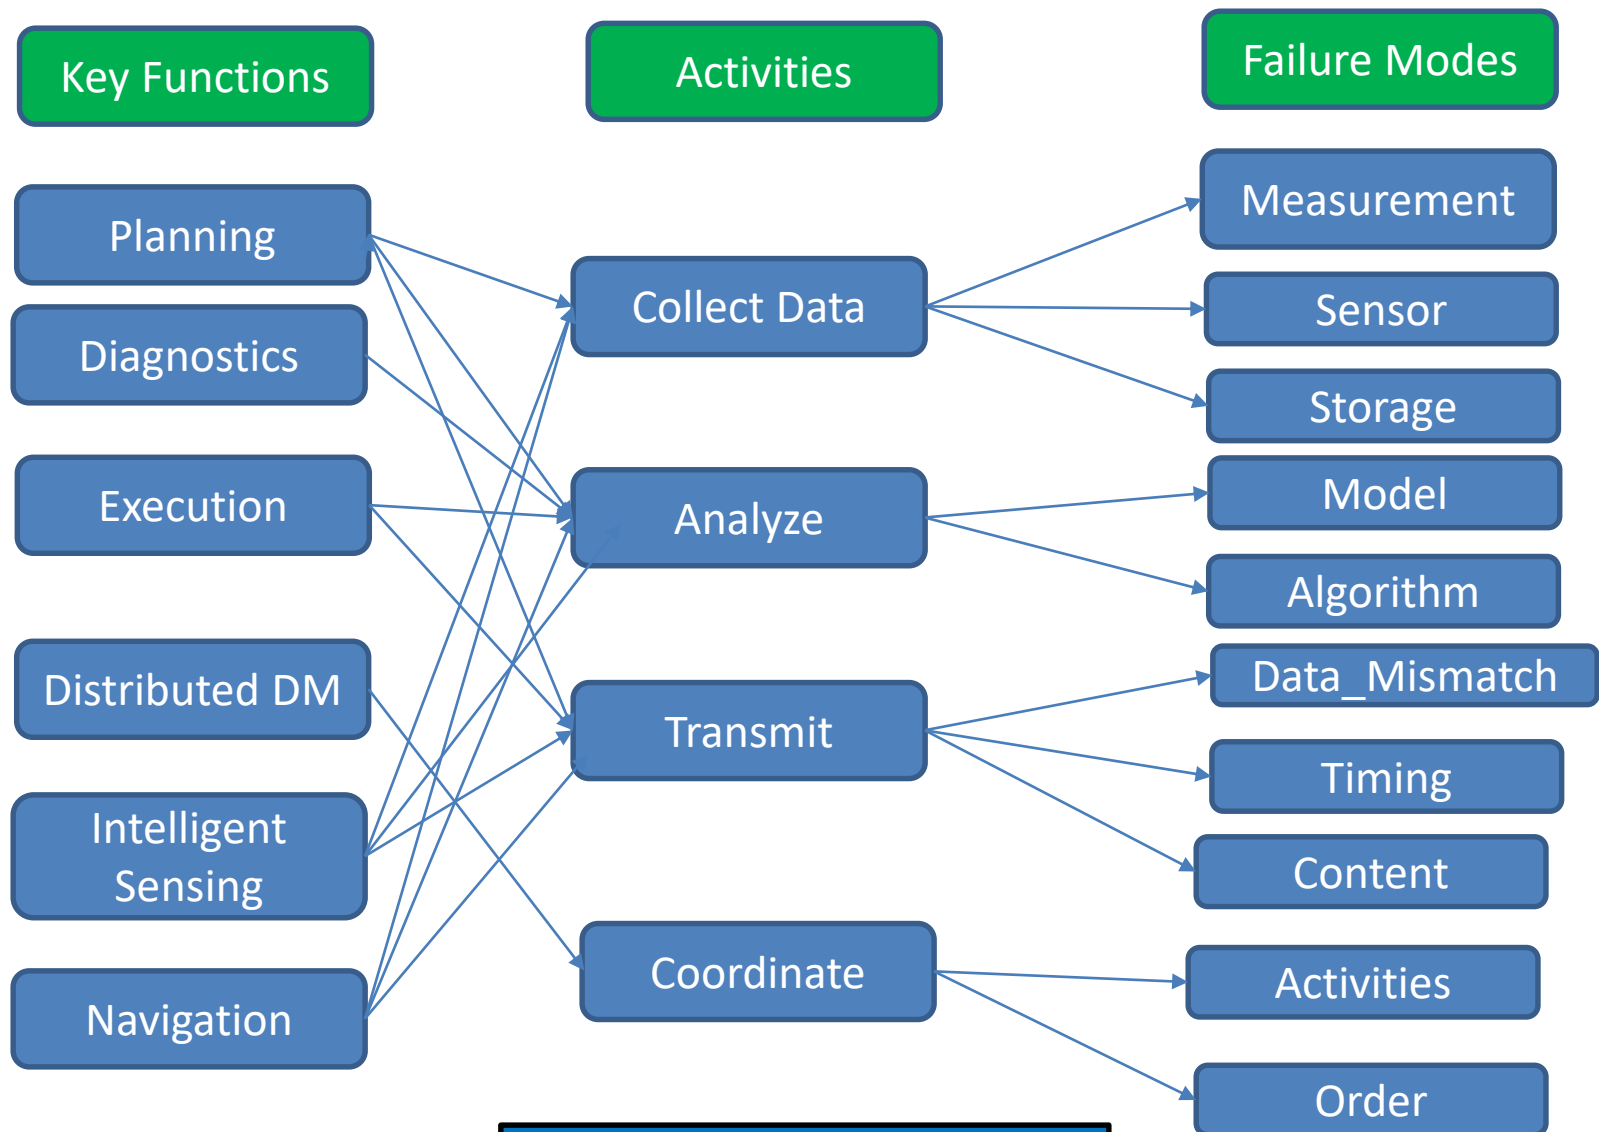 Key Functions
Activities
Failure Modes
Planning
Diagnostics
Execution
Distributed DM
Intelligent
Sensing
Navigation
Collect Data
Analyze
Transmit
Coordinate
Measurement
Sensor
Storage
Model
Algorithm
Data_Mismatch
Timing
Content
Activities
Order